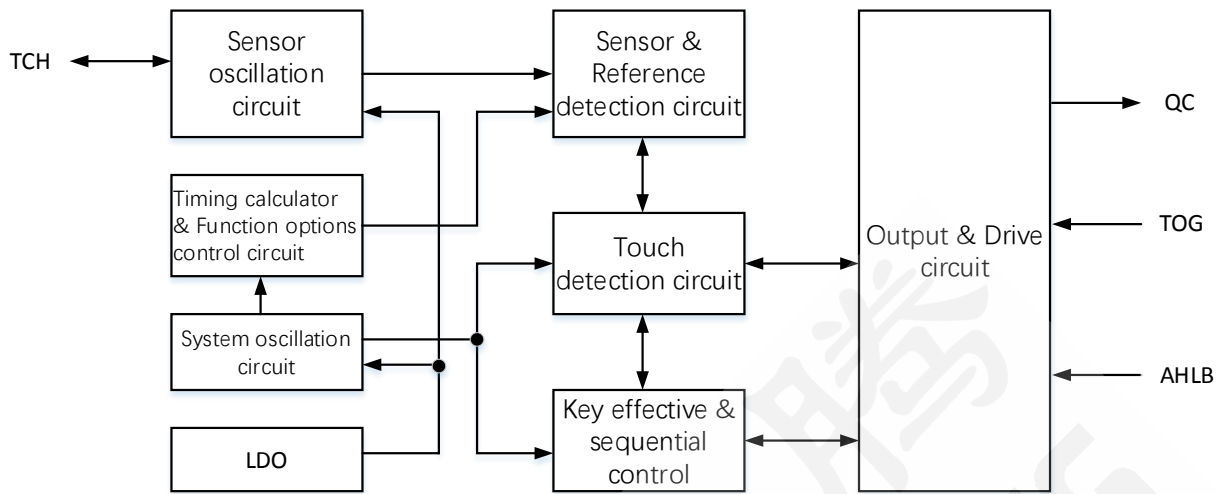 TCH
Sensor
oscillation
circuit
Sensor &
Reference
detection circuit
QC
Timing calculator
& Function options
control circuit
Touch
detection circuit
Output & Drive
circuit
TOG
System oscillation
circuit
AHLB
LDO
Key effective &
sequential
control
腾